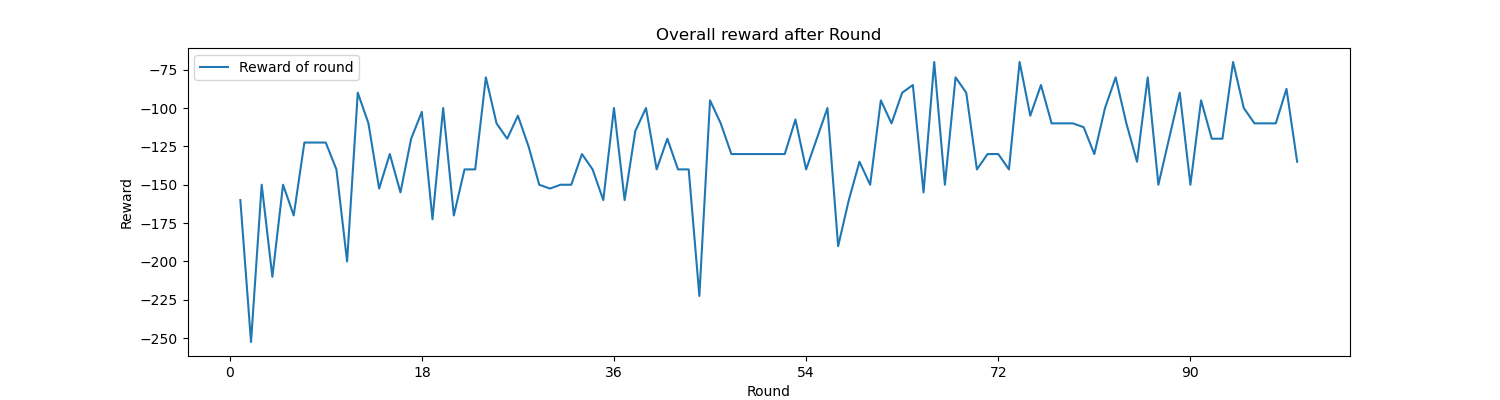 Overall reward after Round
Reward of round
Reward
−75
−100
−125
−150
−175
−200
−225
−250
0 18 36 54 72 90
Round